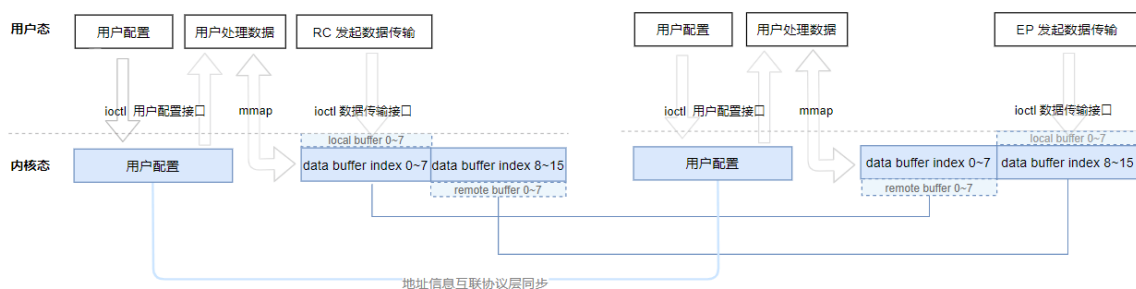 用户态
用户配置
用户处理数据
RC 发起数据传输
用户配置
用户处理数据
EP 发起数据传输
ioctl 用户配置接口
mmap
ioctl 数据传输接口
ioctl 用户配置接口
mmap
ioctl 数据传输接口
local buffer 0~7
local buffer 0~7
内核态
用户配置
data buffer index 0~7
data buffer index 8~15
用户配置
data buffer index 0~7
data buffer index 8~15
remote buffer 0~7
remote buffer 0~7
地址信息互联协议层同步